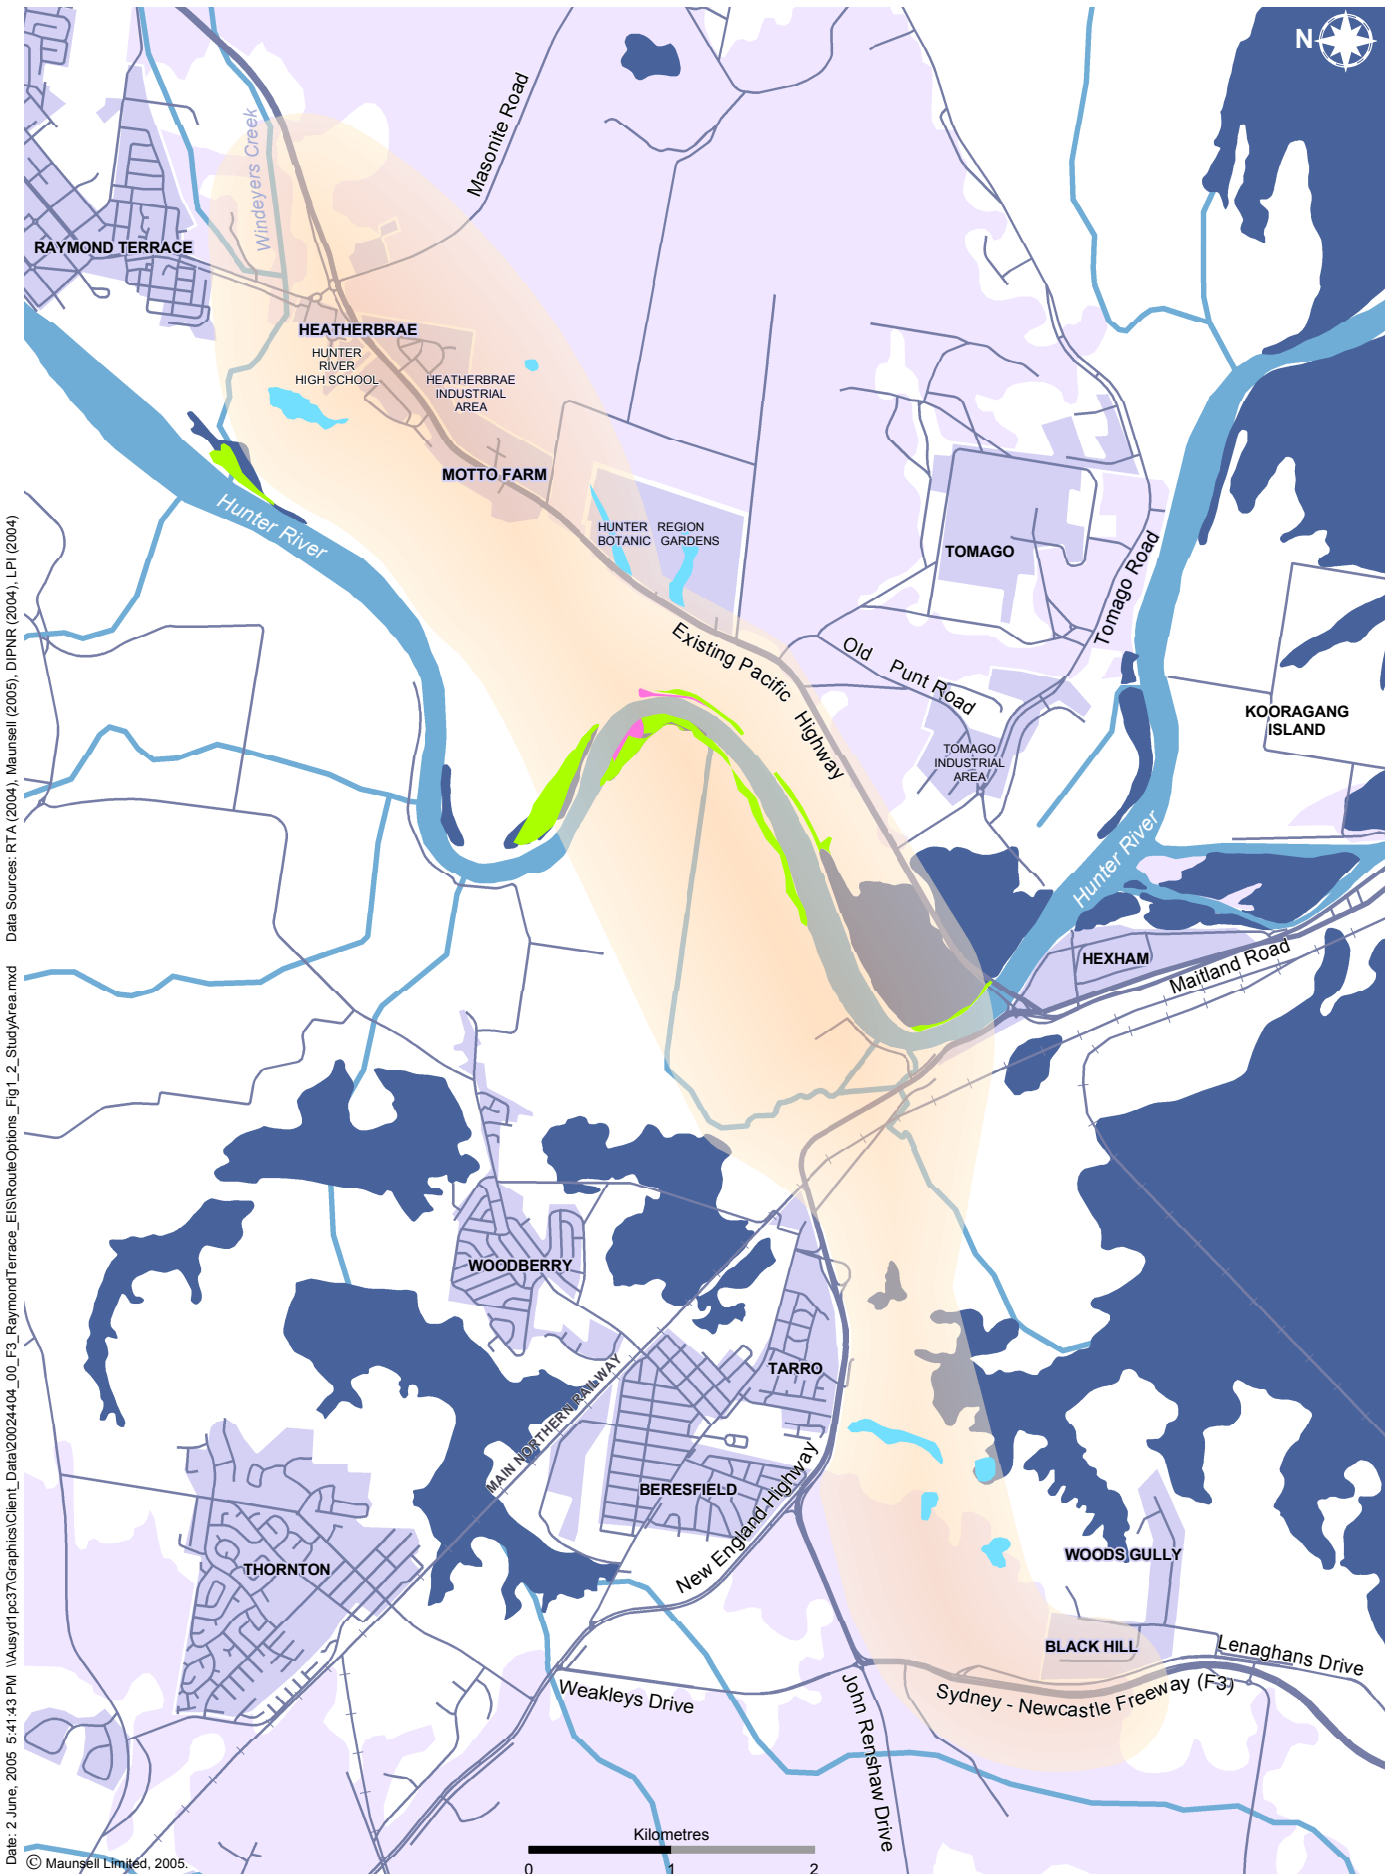 N
Masonite Road
Windeyers Creek
RAYMOND TERRACE
HEATHERBRAE
HUNTER
RIVER
HIGH SCHOOL
HEATHERBRAE
INDUSTRIAL
AREA
MOTTO FARM
Hunter River
HUNTER REGION
BOTANIC GARDENS
TOMAGO
Tomago Road
Existing Pacific Highway
Old Punt Road
KOORAGANG
ISLAND
TOMAGO
INDUSTRIAL
AREA
Hunter River
HEXHAM
Maitland Road
WOODBERRY
TARRO
MAIN NORTHERN RAILWAY
BERESFIELD
New England Highway
THORNTON
WOODS GULLY
BLACK HILL
Lenaghans Drive
Weakleys Drive
John Renshaw Drive
Sydney - Newcastle Freeway (F3)
Kilometres
0 1 2
© Maunsell Limited, 2005.
Date: 2 June, 2005 5:41:43 PM \\Ausyd1pc37\Graphics\Client_Data\20024404_00_F3_RaymondTerrace_EIS\RouteOptions_Fig1_2_StudyArea.mxd Data Sources: RTA (2004), Maunsell (2005), DIPNR (2004), LPI (2004)